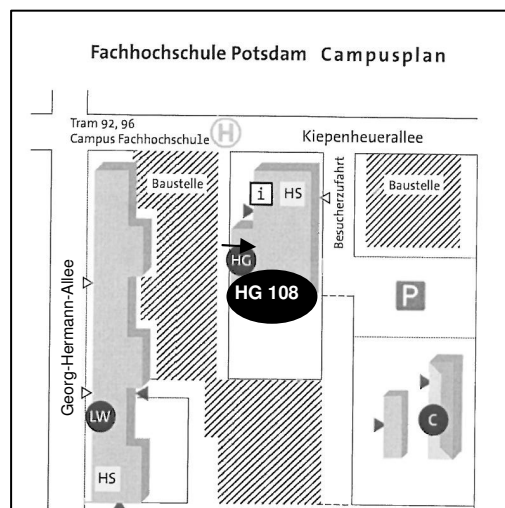 Fachhochschule Potsdam Campusplan
Tram 92, 96
Campus Fachhochschule
H
Kiepenheuerallee
Baustelle
i
HS
Besucherzufahrt
Baustelle
HG
HG 108
P
Georg-Hermann-Allee
LW
C
HS